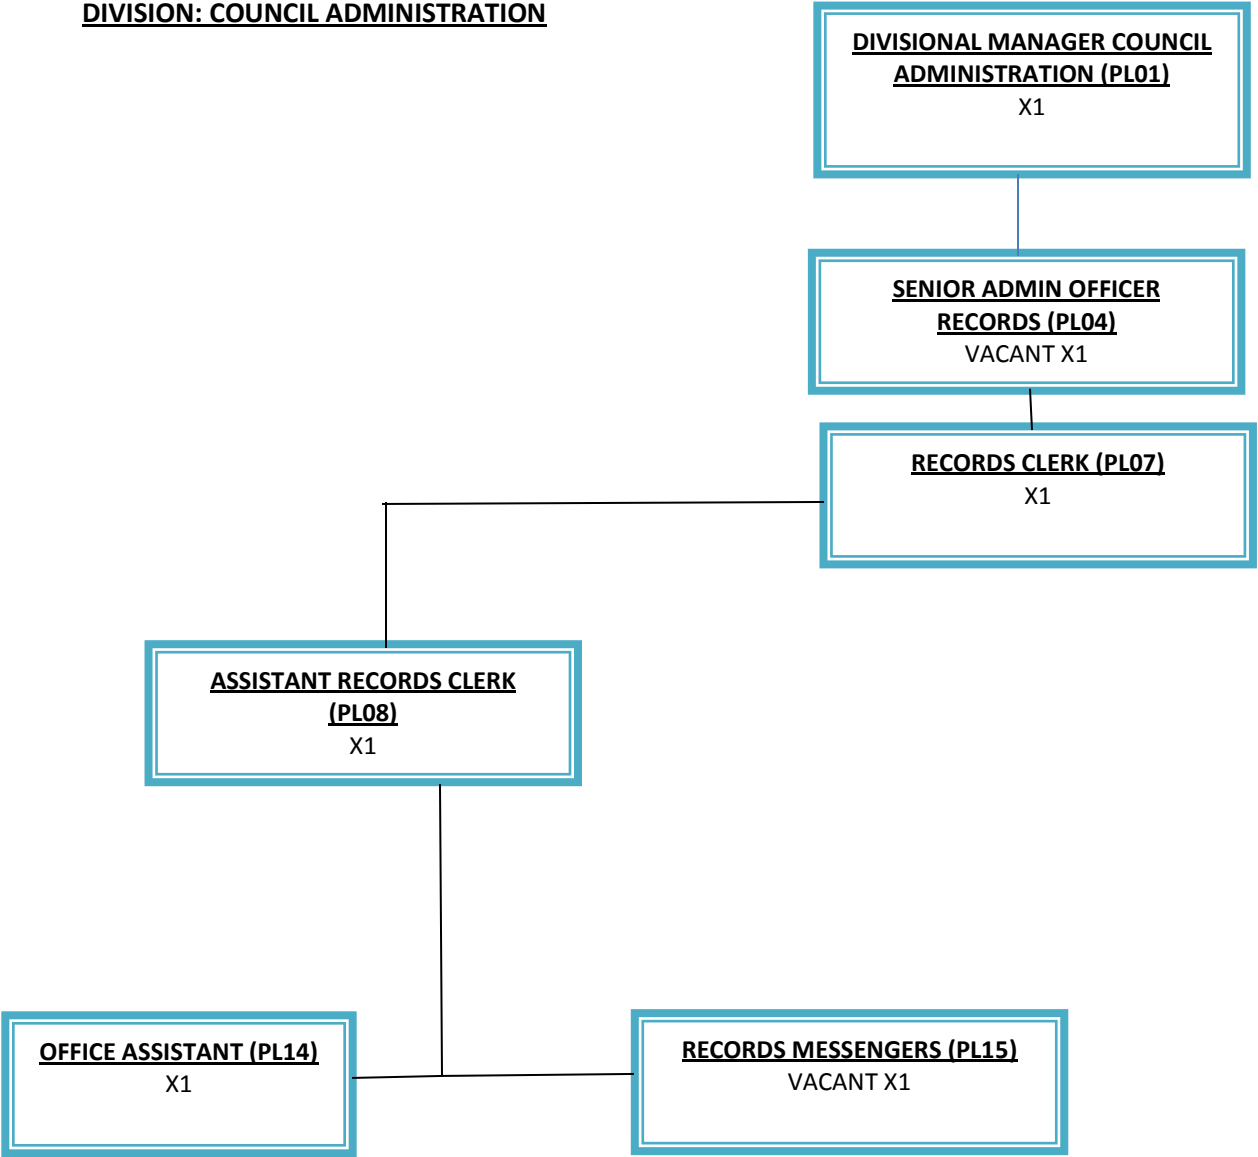 DIVISION: COUNCIL ADMINISTRATION
DIVISIONAL MANAGER COUNCIL
ADMINISTRATION (PL01)
X1
SENIOR ADMIN OFFICER
RECORDS (PL04)
VACANT X1
RECORDS CLERK (PL07)
X1
ASSISTANT RECORDS CLERK
(PL08)
X1
OFFICE ASSISTANT (PL14)
X1
RECORDS MESSENGERS (PL15)
VACANT X1